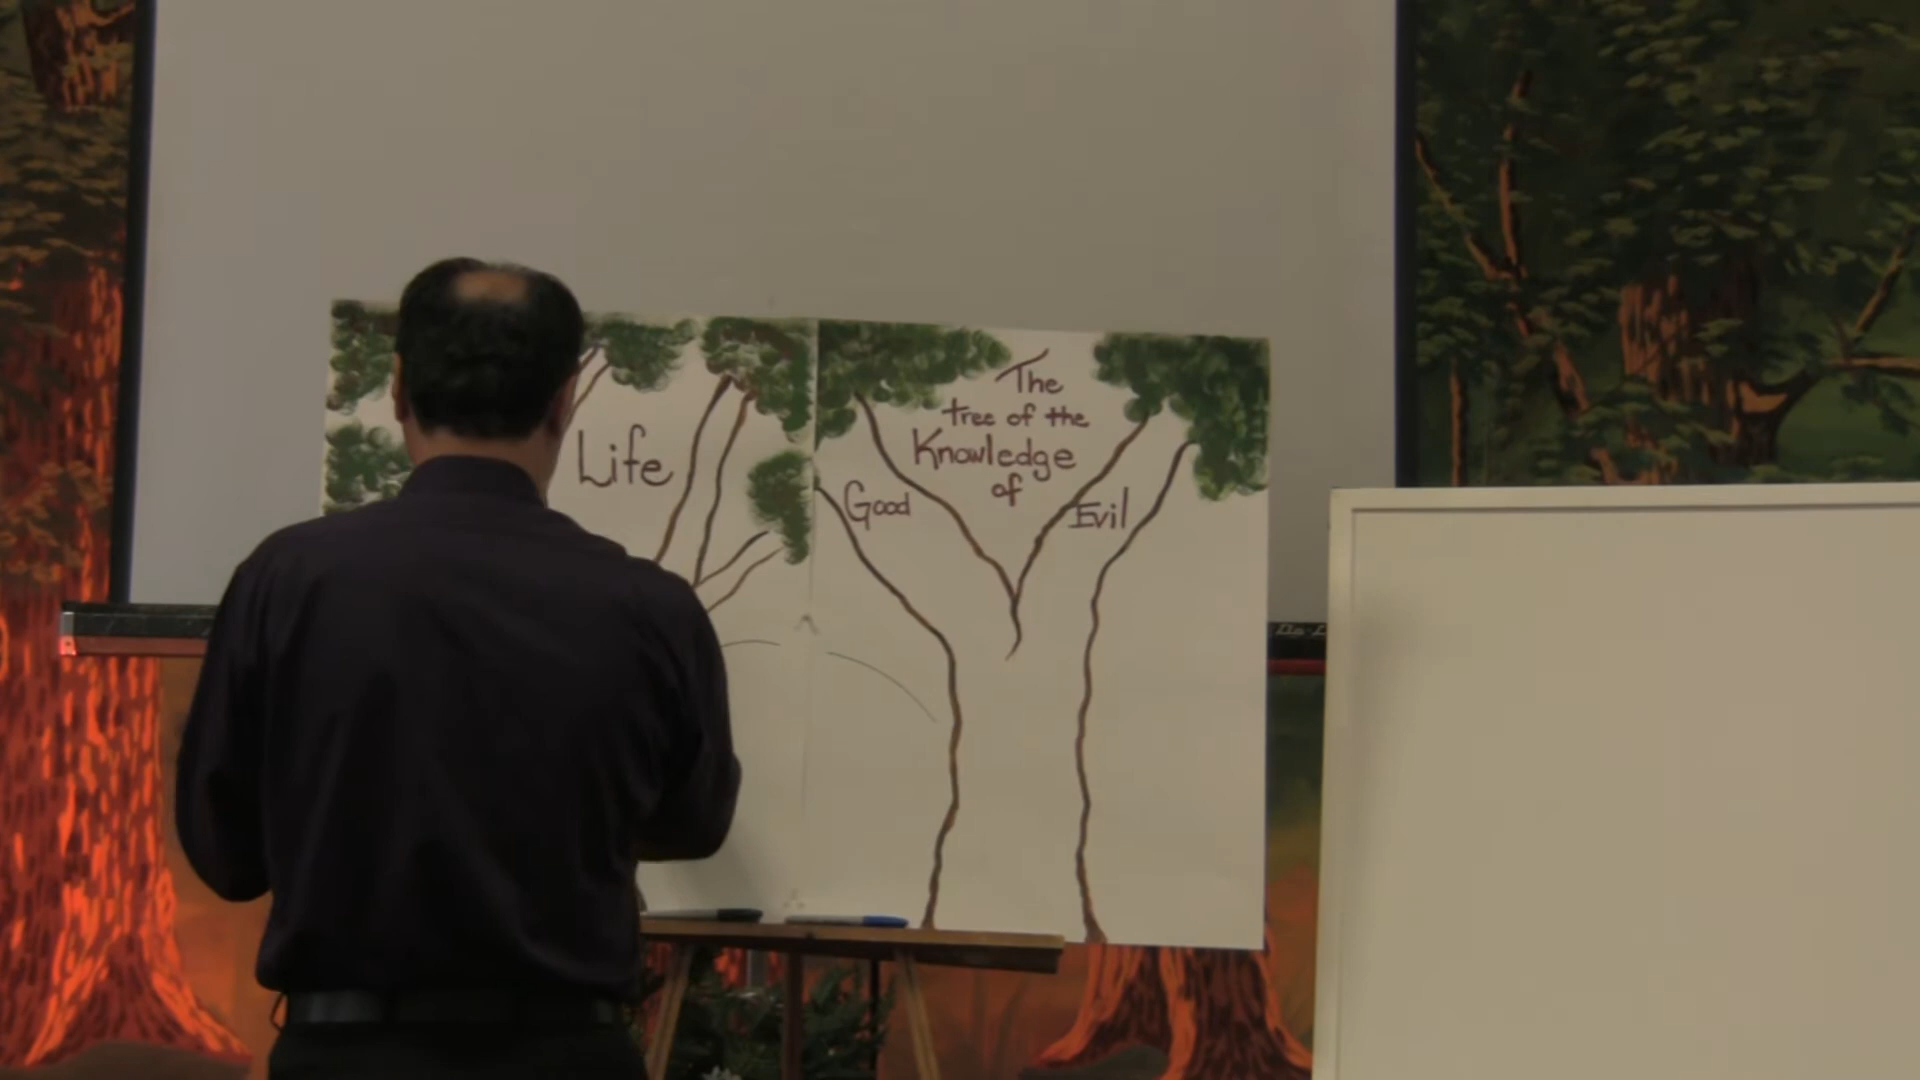 Life
The
tree of the
Knowledge
of
Good
Evil